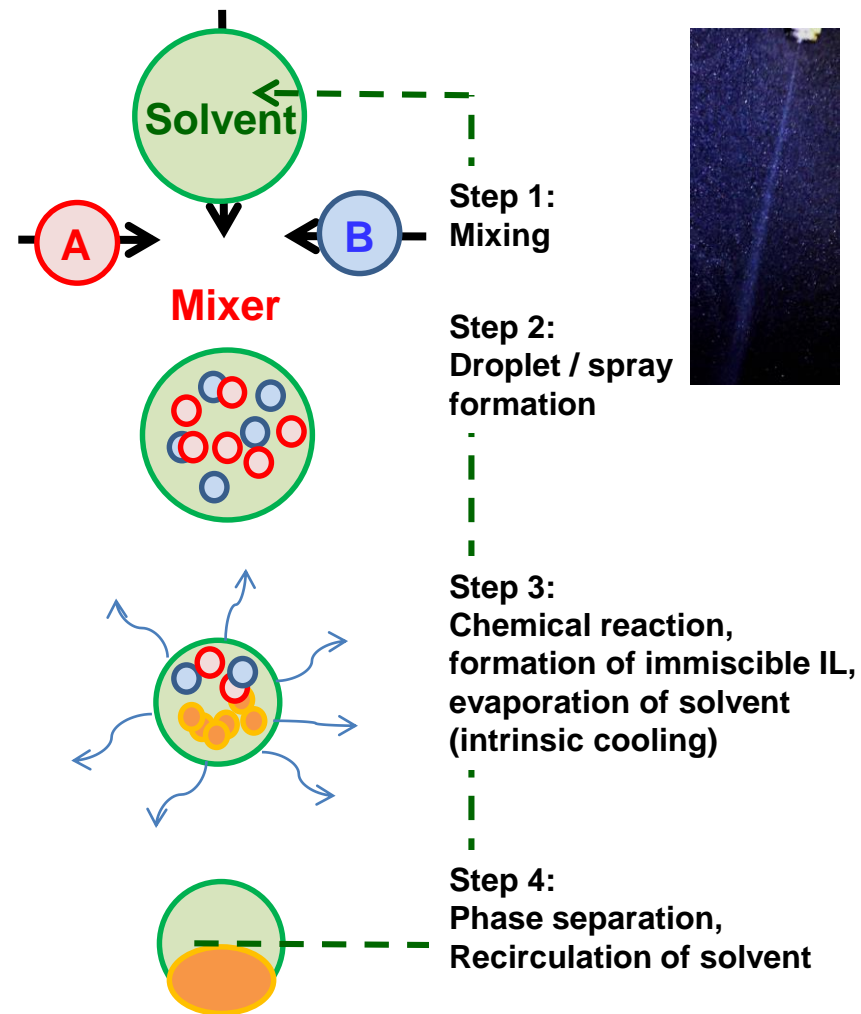 Solvent
A
B
Mixer
Step 1:
Mixing
Step 2:
Droplet / spray
formation
Step 3:
Chemical reaction,
formation of immiscible IL,
evaporation of solvent
(intrinsic cooling)
Step 4:
Phase separation,
Recirculation of solvent